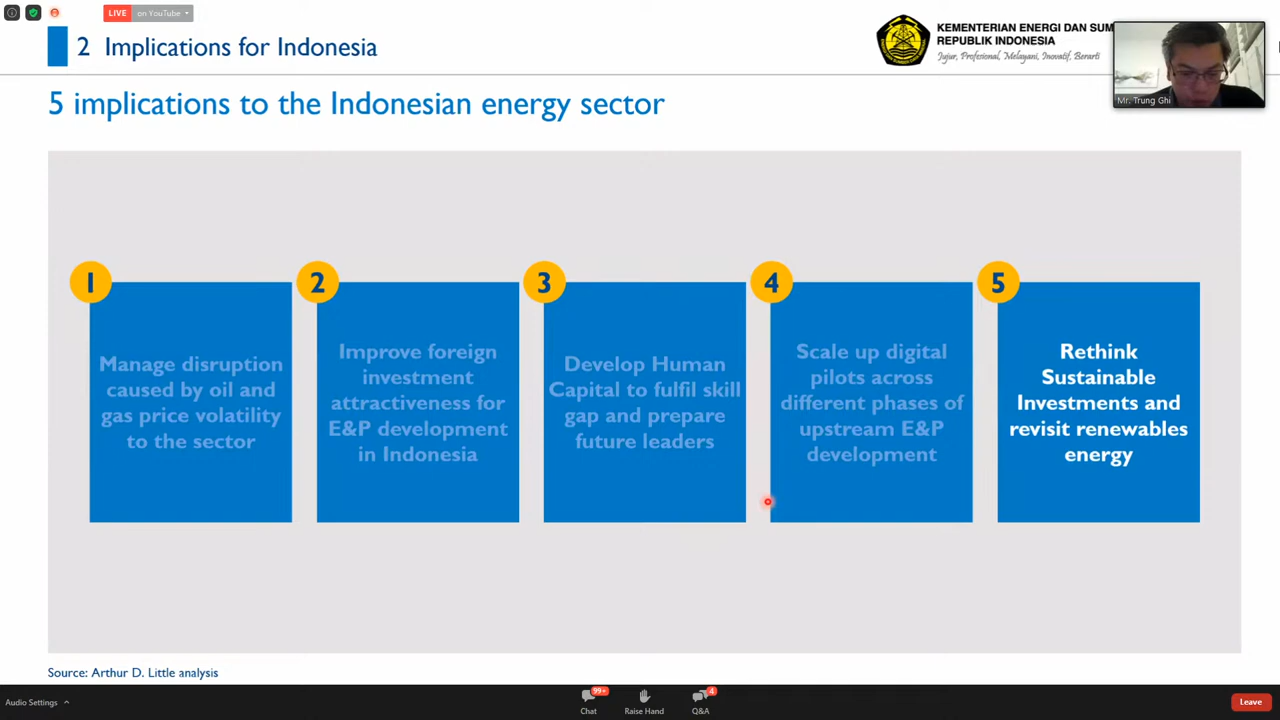 LIVE on YouTube
2 Implications for Indonesia
KEMENTERIAN ENERGI DAN SUM
REPUBLIK INDONESIA
Jujur, Profesional, Melayani, Inovatif, Berarti
Mr. Trung Ghi
5 implications to the Indonesian energy sector
1
Manage disruption
caused by oil and
gas price volatility
to the sector
2
Improve foreign
investment
attractiveness for
E&P development
in Indonesia
3
Develop Human
Capital to fulfil skill
gap and prepare
future leaders
4
Scale up digital
pilots across
different phases of
upstream E&P
development
5
Rethink
Sustainable
Investments and
revisit renewables
energy
Source: Arthur D. Little analysis
Audio Settings
99+
Chat
Raise Hand
4
Q&A
Leave